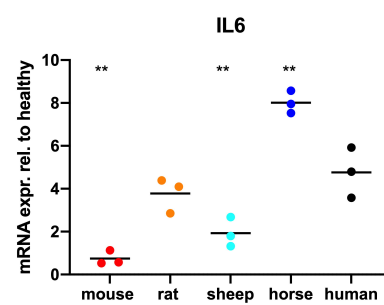 IL6
mRNA expr. rel. to healthy
10
8
6
4
2
0
** ** **
mouse rat sheep horse human